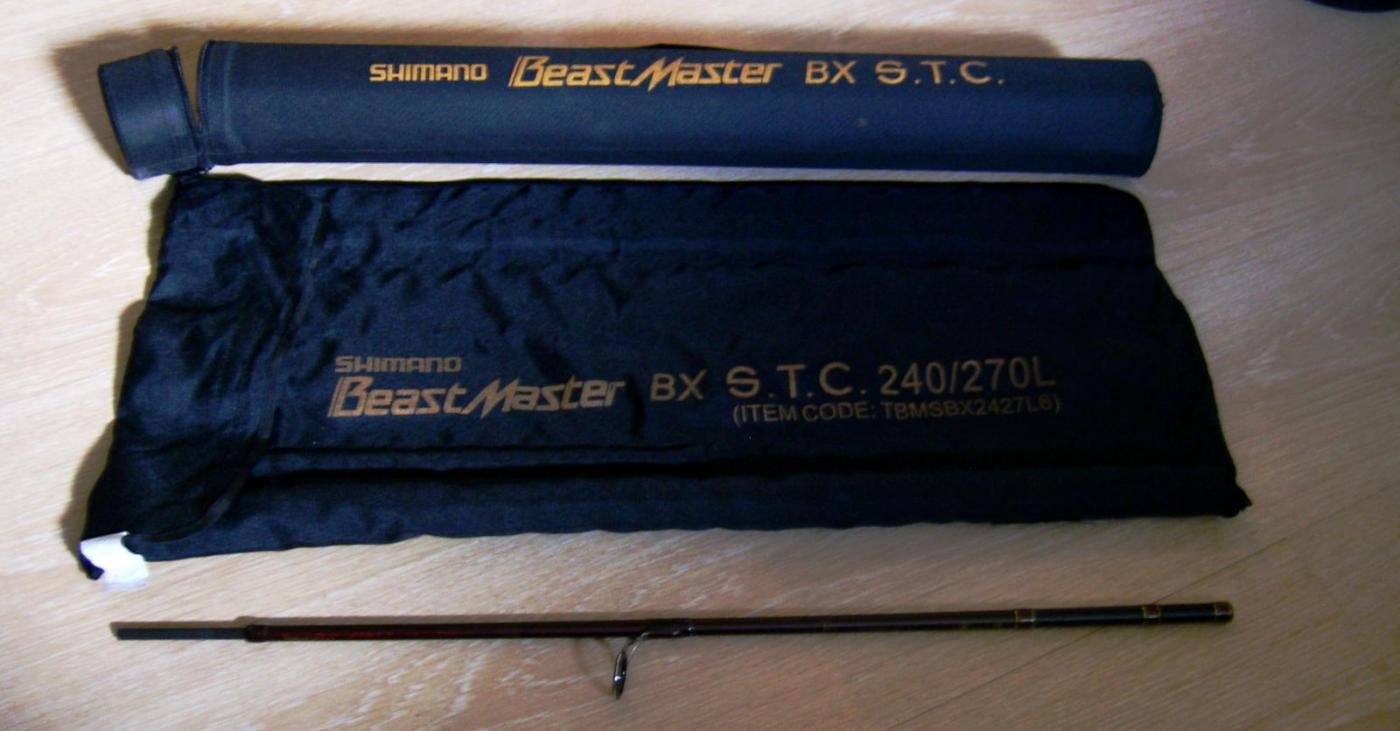 SHIMANO BeastMaster BX S.T.C.
SHIMANO
BeastMaster BX S.T.C. 240/270L
(ITEM CODE: TBMSBX2427L6)